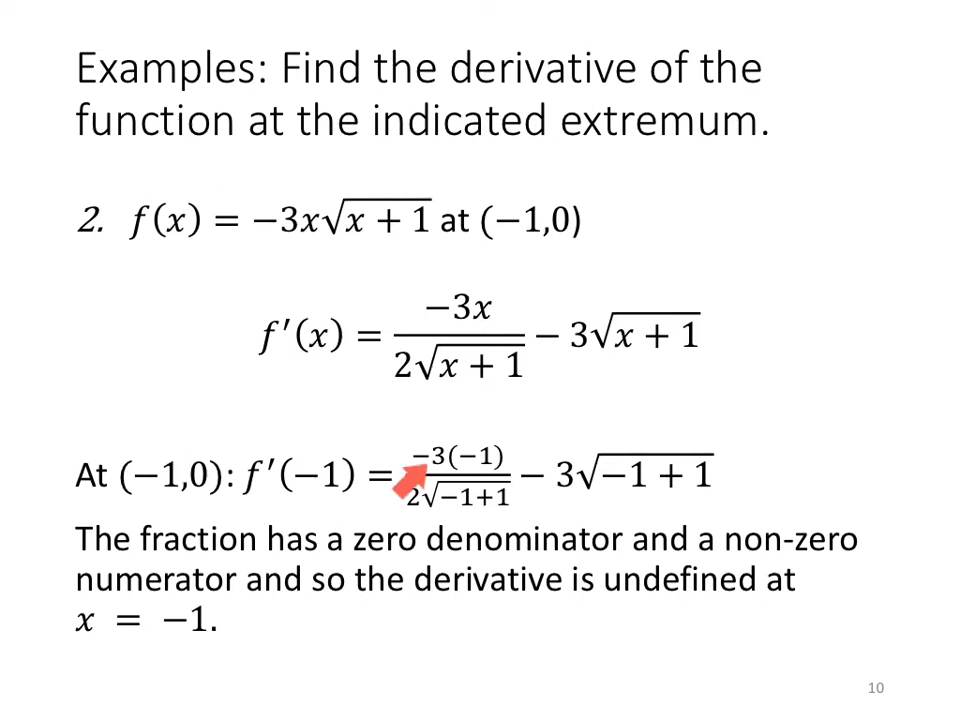 Examples: Find the derivative of the
function at the indicated extremum.
2. f(x) = −3x√(x + 1) at (−1,0)
f′(x) = −3x / 2√(x + 1) − 3√(x + 1)
At (−1,0): f′(−1) = −3(−1) / 2√(−1+1) − 3√(−1 + 1)
The fraction has a zero denominator and a non-zero
numerator and so the derivative is undefined at
x = −1.
10